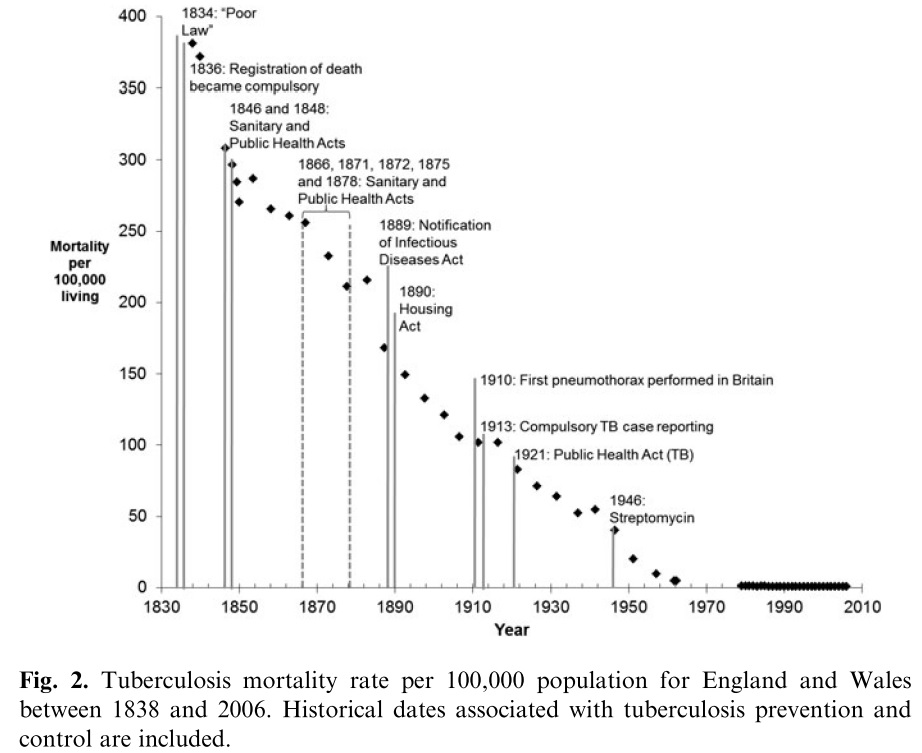 400
1834: "Poor
Law"
1836: Registration of death
became compulsory
350
1846 and 1848:
Sanitary and
Public Health Acts
300
1866, 1871, 1872, 1875
and 1878: Sanitary and
Public Health Acts
250
1889: Notification
of Infectious
Diseases Act
Mortality
per
100,000
living
200
1890:
Housing
Act
150
1910: First pneumothorax performed in Britain
1913: Compulsory TB case reporting
100
1921: Public Health Act (TB)
50
1946:
Streptomycin
0
1830 1850 1870 1890 1910 1930 1950 1970 1990 2010
Year
Fig. 2. Tuberculosis mortality rate per 100,000 population for England and Wales
between 1838 and 2006. Historical dates associated with tuberculosis prevention and
control are included.